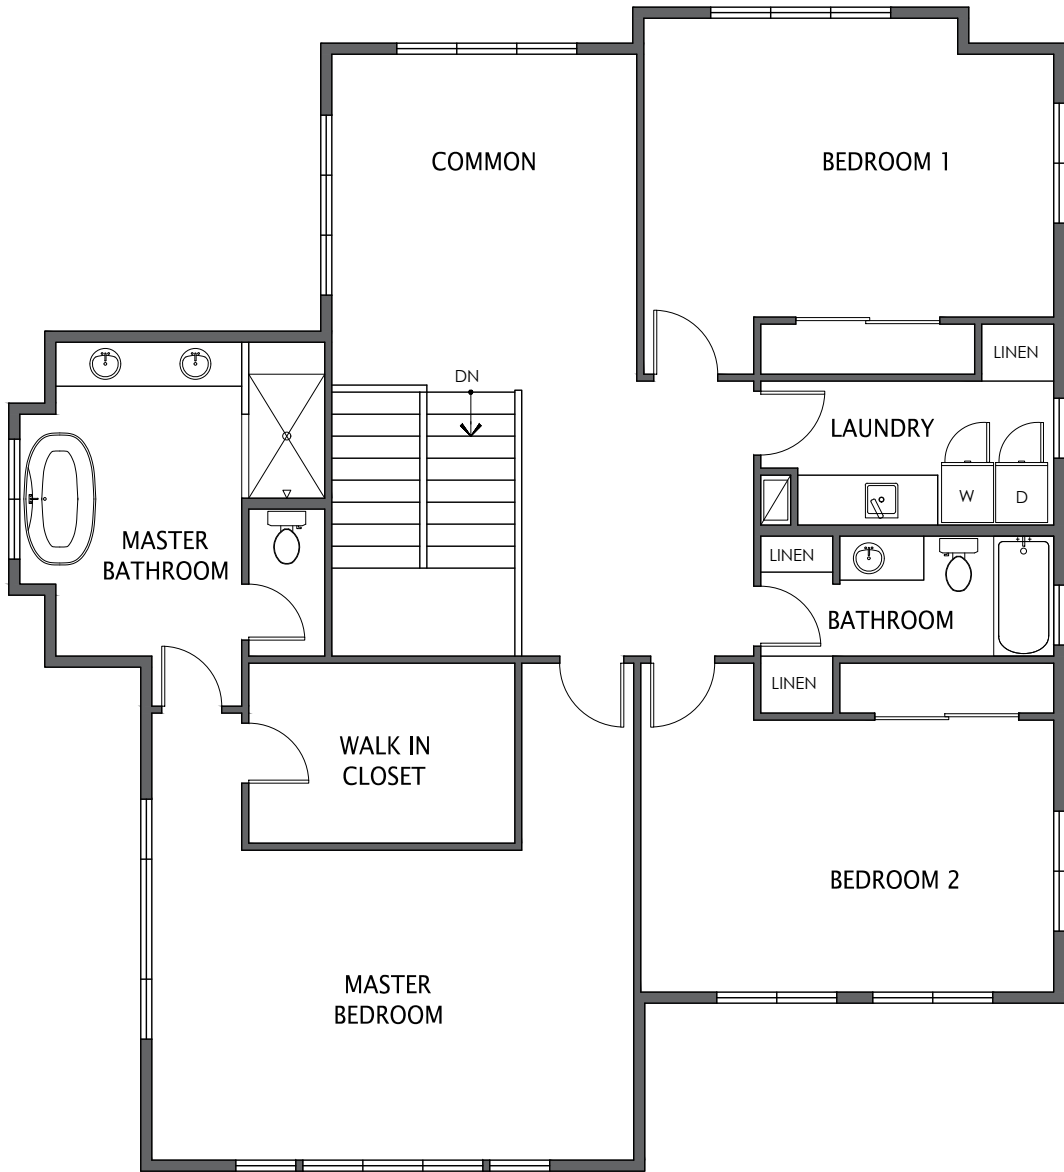 COMMON
BEDROOM 1
LINEN
DN
LAUNDRY
W
D
MASTER
BATHROOM
LINEN
BATHROOM
LINEN
WALK IN
CLOSET
BEDROOM 2
MASTER
BEDROOM